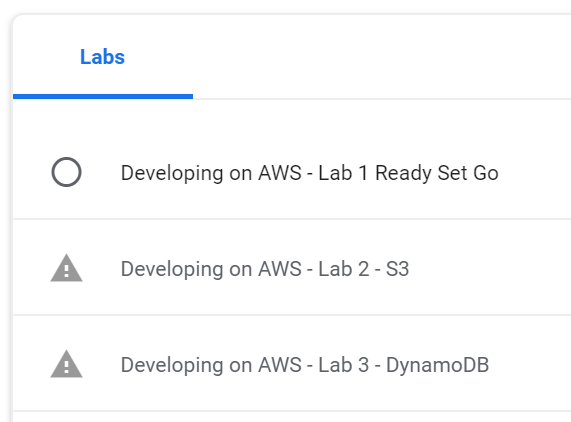 Labs
Developing on AWS - Lab 1 Ready Set Go
Developing on AWS - Lab 2 - S3
Developing on AWS - Lab 3 - DynamoDB